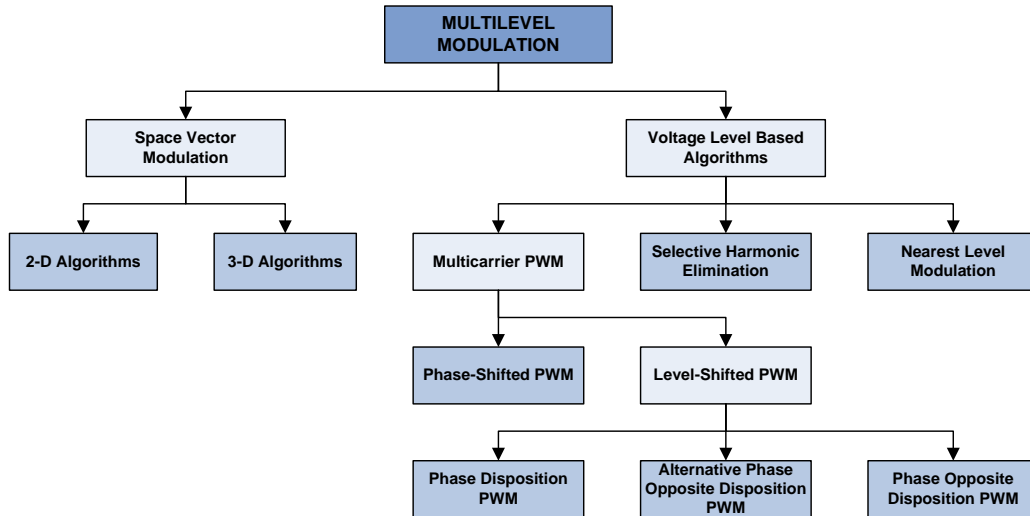 MULTILEVEL
MODULATION
Space Vector
Modulation
Voltage Level Based
Algorithms
2-D Algorithms
3-D Algorithms
Multicarrier PWM
Selective Harmonic
Elimination
Nearest Level
Modulation
Phase-Shifted PWM
Level-Shifted PWM
Phase Disposition
PWM
Alternative Phase
Opposite Disposition
PWM
Phase Opposite
Disposition PWM